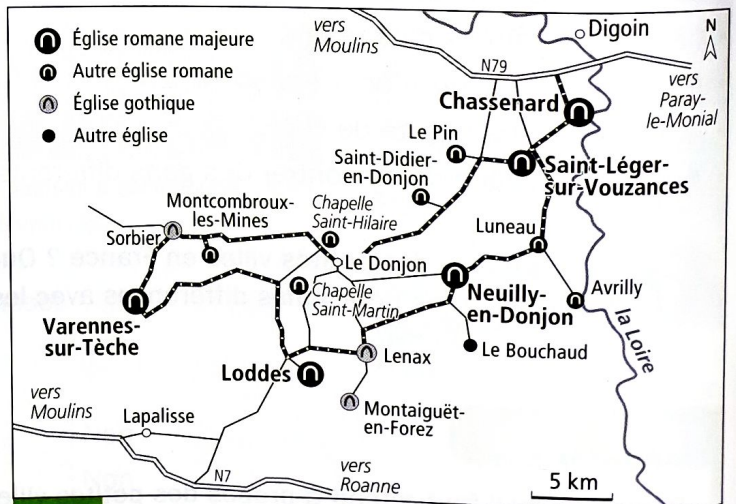 Église romane majeure
Autre église romane
Église gothique
Autre église
vers
Moulins
Digoin
N
N79
vers
Paray-
le-Monial
Chassenard
Le Pin
Saint-Didier-
en-Donjon
Saint-Léger-
sur-Vouzances
Montcombroux-
les-Mines
Chapelle
Saint-Hilaire
Sorbier
Luneau
Le Donjon
Chapelle
Saint-Martin
Neuilly-
en-Donjon
Avrilly
Varennes-
sur-Tèche
la Loire
Le Bouchaud
Lenax
Loddes
Montaiguët-
en-Forez
vers
Moulins
Lapalisse
N7
vers
Roanne
5 km